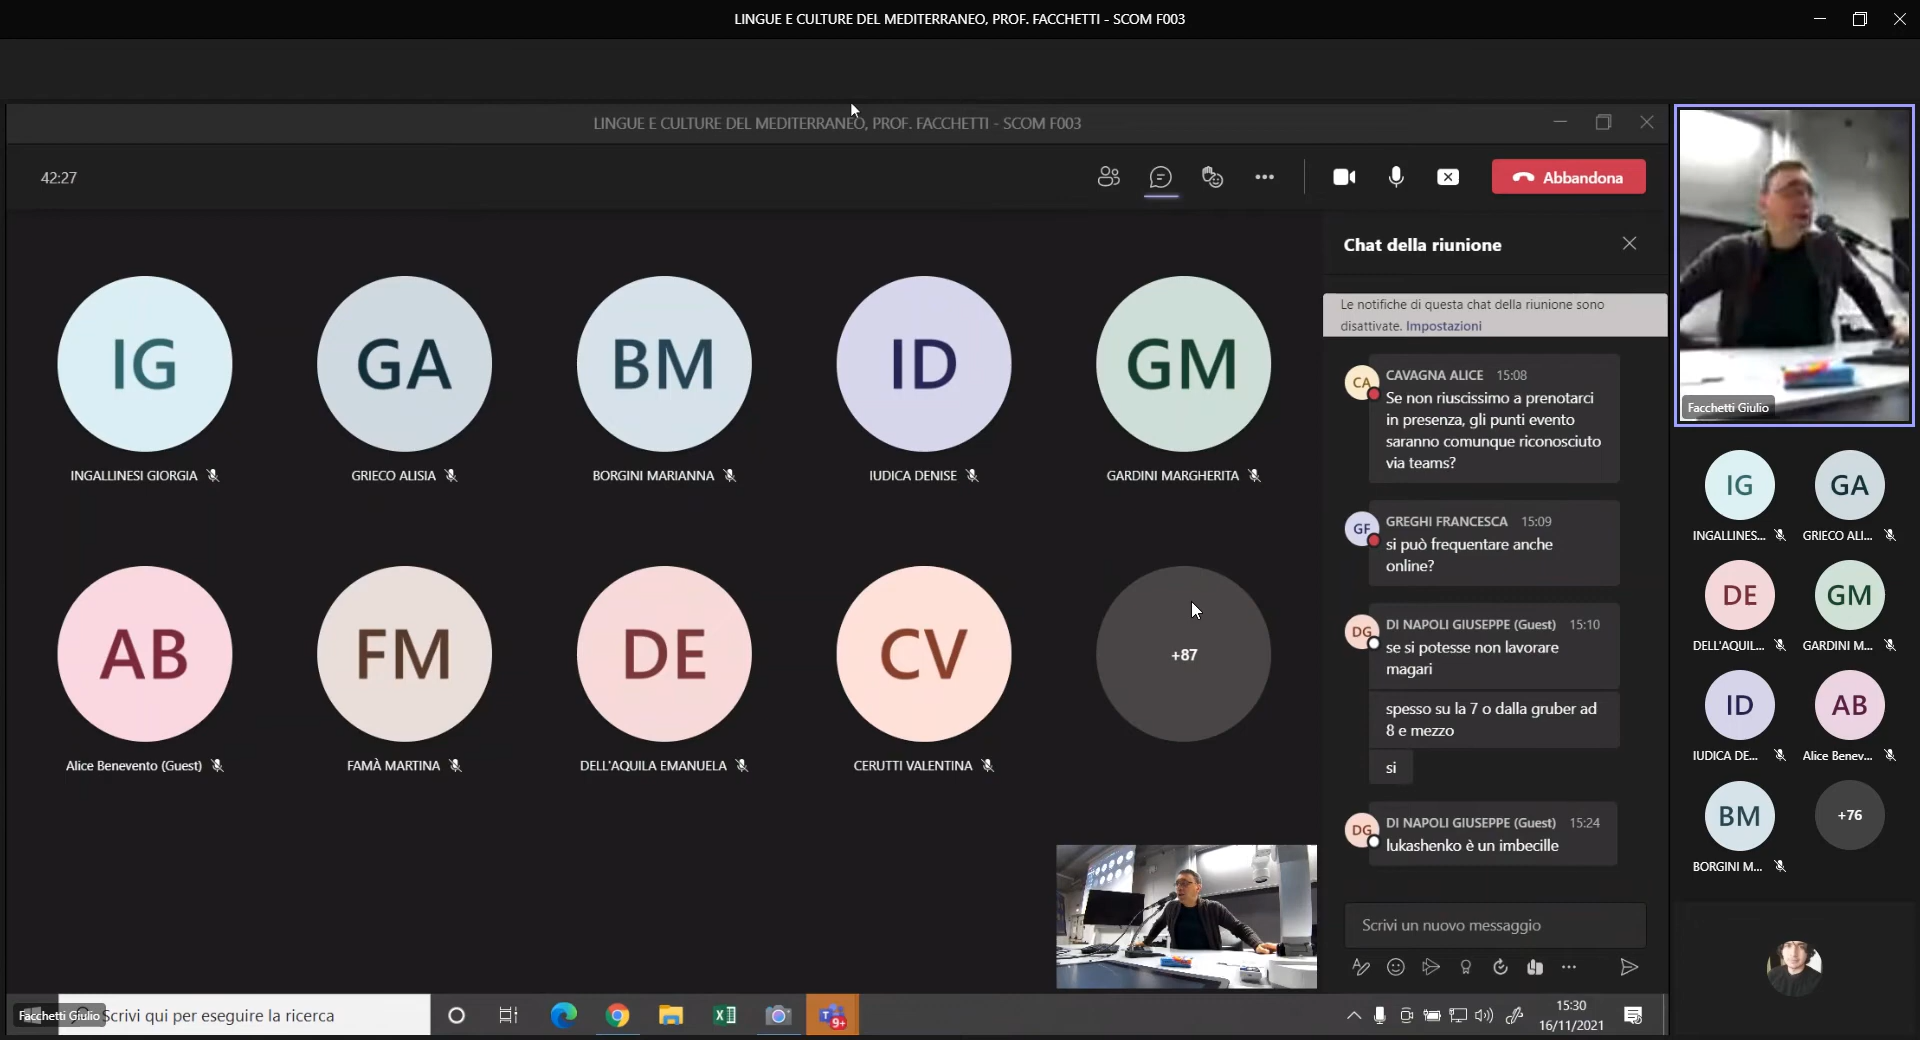 LINGUE E CULTURE DEL MEDITERRANEO, PROF. FACCHETTI - SCOM F003
LINGUE E CULTURE DEL MEDITERRANEO, PROF. FACCHETTI - SCOM F003
42:27
Abbandona
IG
GA
BM
ID
GM
INGALLINESI GIORGIA
GRIECO ALISIA
BORGINI MARIANNA
IUDICA DENISE
GARDINI MARGHERITA
AB
FM
DE
CV
+87
Alice Benevento (Guest)
FAMÀ MARTINA
DELL'AQUILA EMANUELA
CERUTTI VALENTINA
Chat della riunione
Le notifiche di questa chat della riunione sono
disattivate. Impostazioni
CA
CAVAGNA ALICE 15:08
Se non riuscissimo a prenotarci
in presenza, gli punti evento
saranno comunque riconosciuto
via teams?
GF
GREGHI FRANCESCA 15:09
si può frequentare anche
online?
DG
DI NAPOLI GIUSEPPE (Guest) 15:10
se si potesse non lavorare
magari
spesso su la 7 o dalla gruber ad
8 e mezzo
si
DG
DI NAPOLI GIUSEPPE (Guest) 15:24
lukashenko è un imbecille
Scrivi un nuovo messaggio
Facchetti Giulio
IG
GA
INGALLINES...
GRIECO ALI...
DE
GM
DELL'AQUIL...
GARDINI M...
ID
AB
IUDICA DE...
Alice Benev...
BM
+76
BORGINI M...
Facchetti Giulio
Scrivi qui per eseguire la ricerca
9+
15:30
16/11/2021